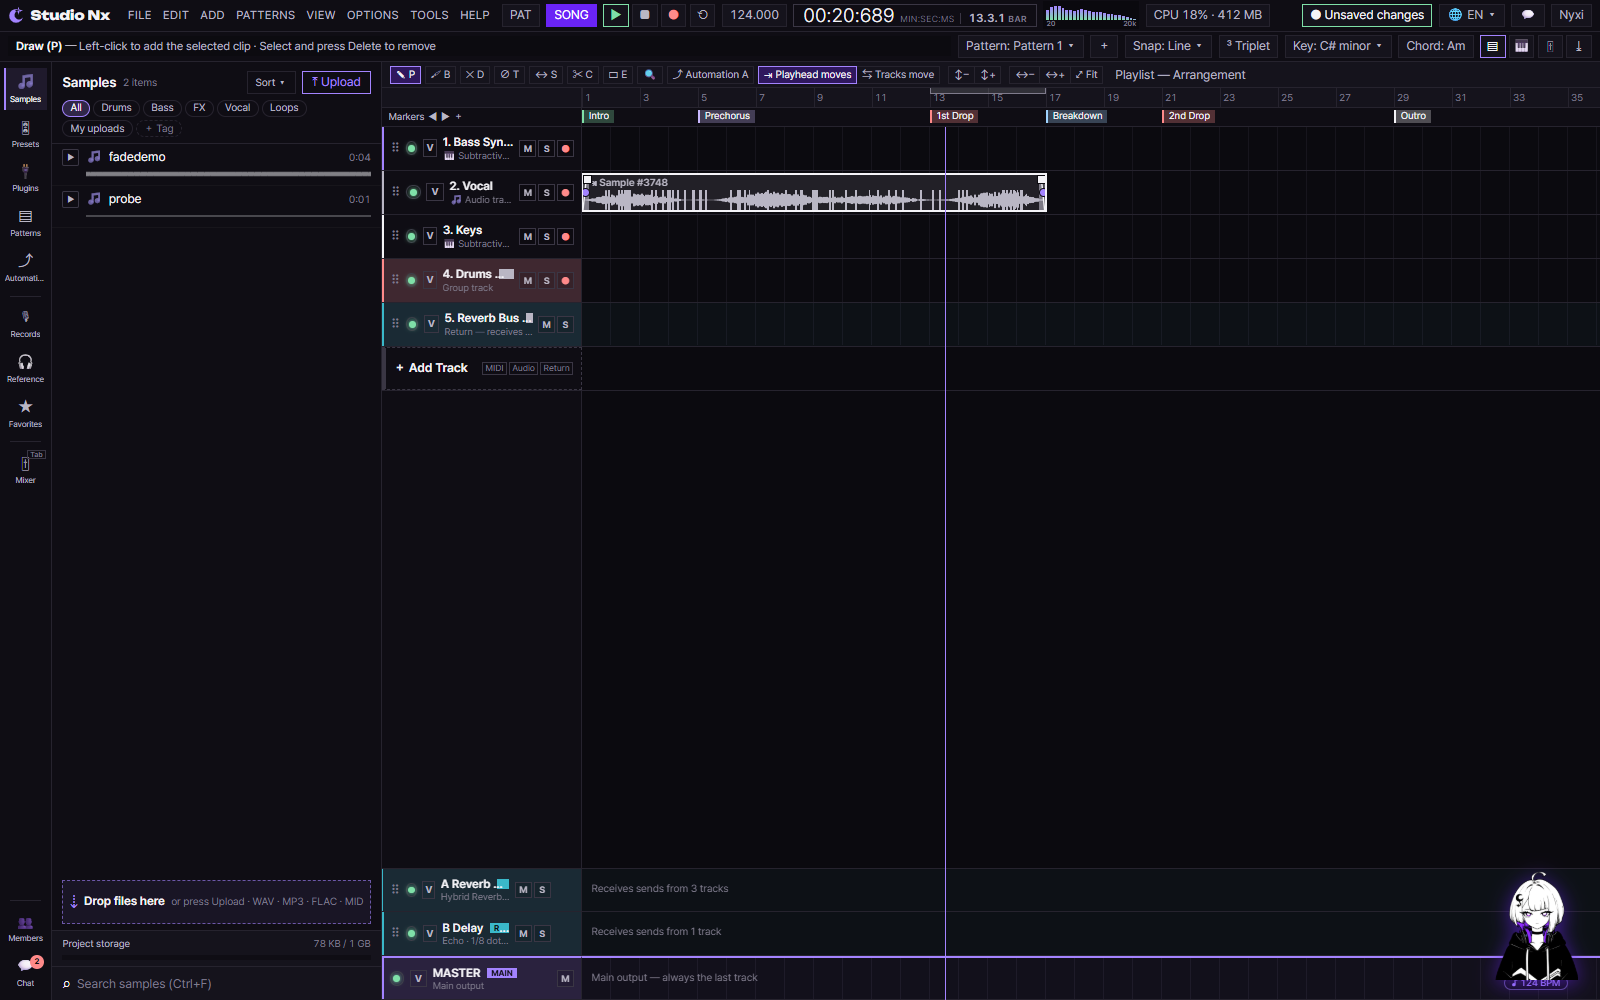 Studio Nx FILE EDIT ADD PATTERNS VIEW OPTIONS TOOLS HELP PAT SONG 124.000 00:20:689 MIN:SEC:MS 13.3.1 BAR 20 20k CPU 18% · 412 MB Unsaved changes EN Nyxi
Draw (P) — Left-click to add the selected clip · Select and press Delete to remove Pattern: Pattern 1 + Snap: Line 3 Triplet Key: C# minor Chord: Am
Samples 2 items Sort Upload
P B D T S C E Automation A Playhead moves Tracks move Fit Playlist — Arrangement
All Drums Bass FX Vocal Loops
My uploads + Tag
1 3 5 7 9 11 13 15 17 19 21 23 25 27 29 31 33 35
Markers + Intro Prechorus 1st Drop Breakdown 2nd Drop Outro
fadedemo 0:04
probe 0:01
Samples
Presets
Plugins
Patterns
Automati...
Records
Reference
Favorites
Tab
Mixer
V 1. Bass Syn... M S
Subtractiv...
V 2. Vocal M S
Audio tra...
Sample #3748
V 3. Keys M S
Subtractiv...
V 4. Drums ... M S
Group track
V 5. Reverb Bus ... M S
Return — receives ...
+ Add Track MIDI Audio Return
Drop files here or press Upload · WAV · MP3 · FLAC · MID
Project storage 78 KB / 1 GB
Search samples (Ctrl+F)
Members
2
Chat
V A Reverb ... M S
Hybrid Reverb...
Receives sends from 3 tracks
V B Delay R... M S
Echo · 1/8 dot...
Receives sends from 1 track
V MASTER MAIN M
Main output
Main output — always the last track
124 BPM